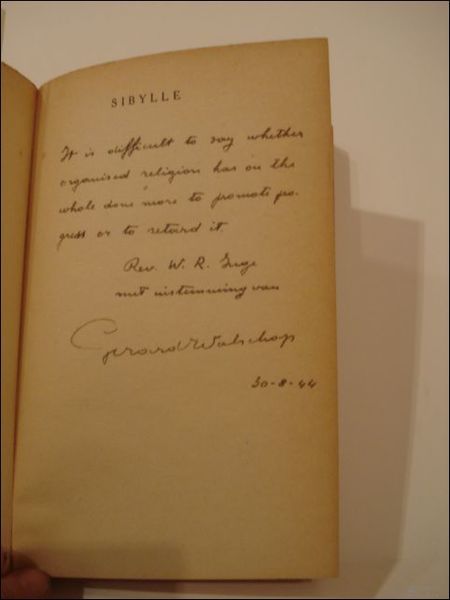 SIBYLLE
It is difficult to say whether
organised religion has on the
whole done more to promote pro-
gress or to retard it
Rev. W. R. Inge
met instemming van
Gerard Walschap
30-8-44